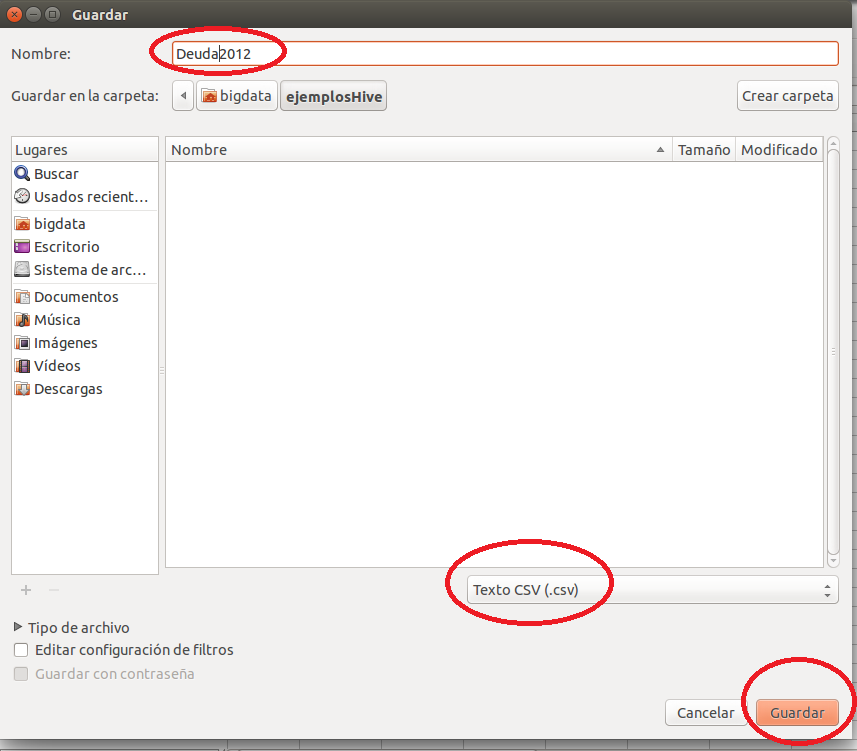 Guardar
Nombre: Deuda2012
Guardar en la carpeta: bigdata ejemplosHive Crear carpeta
Lugares Nombre Tamaño Modificado
Buscar
Usados recient...
bigdata
Escritorio
Sistema de arc...
Documentos
Música
Imágenes
Vídeos
Descargas
Texto CSV (.csv)
Tipo de archivo
Editar configuración de filtros
Guardar con contraseña
Cancelar Guardar